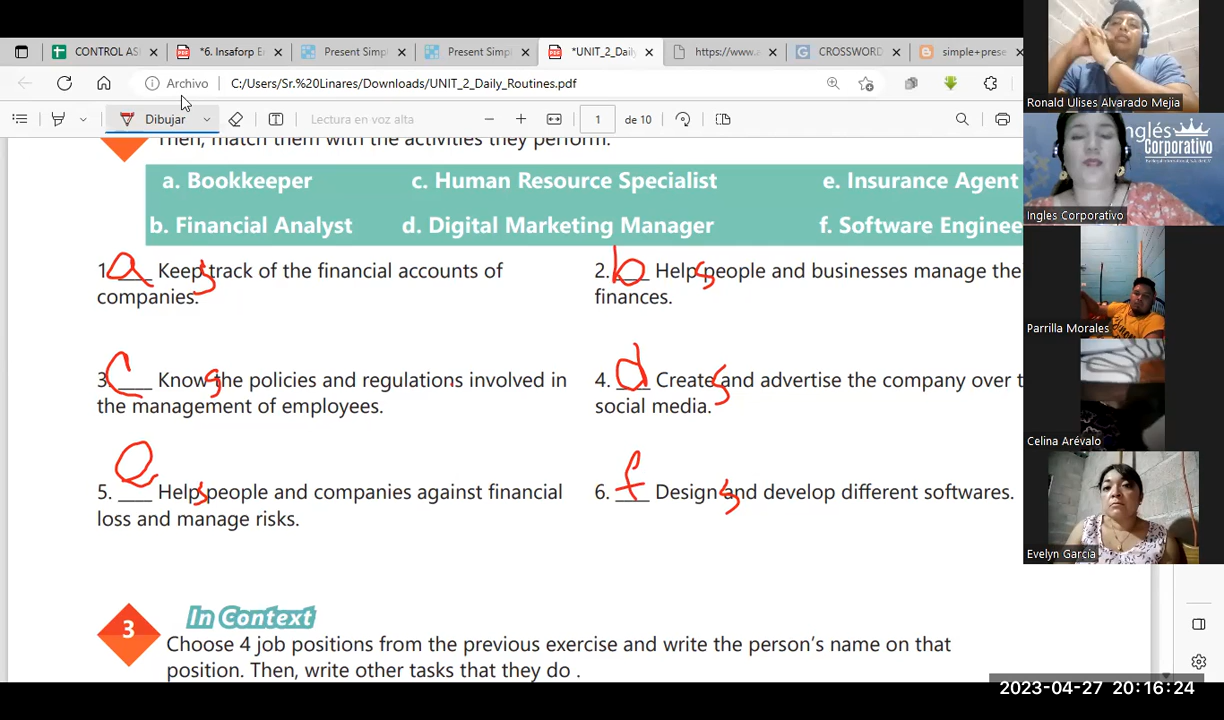 CONTROL AS
*6. Insaforp E
Present Simpl
Present Simpl
*UNIT_2_Daily
https://www.
CROSSWORD
simple+prese
Archivo C:/Users/Sr.%20Linares/Downloads/UNIT_2_Daily_Routines.pdf
Dibujar Lectura en voz alta 1 de 10
Then, match them with the activities they perform.
a. Bookkeeper c. Human Resource Specialist e. Insurance Agent
b. Financial Analyst d. Digital Marketing Manager f. Software Enginee
1. a Keep s track of the financial accounts of
companies.
2. b Help s people and businesses manage the
finances.
3. c Know s the policies and regulations involved in
the management of employees.
4. d Create s and advertise the company over t
social media.
5. e Help s people and companies against financial
loss and manage risks.
6. f Design s and develop different softwares.
3 In Context
Choose 4 job positions from the previous exercise and write the person's name on that
position. Then, write other tasks that they do .
Ronald Ulises Alvarado Mejia
Inglés
Corporativo
Ingles Corporativo
Parrilla Morales
Celina Arévalo
Evelyn García
2023-04-27 20:16:24